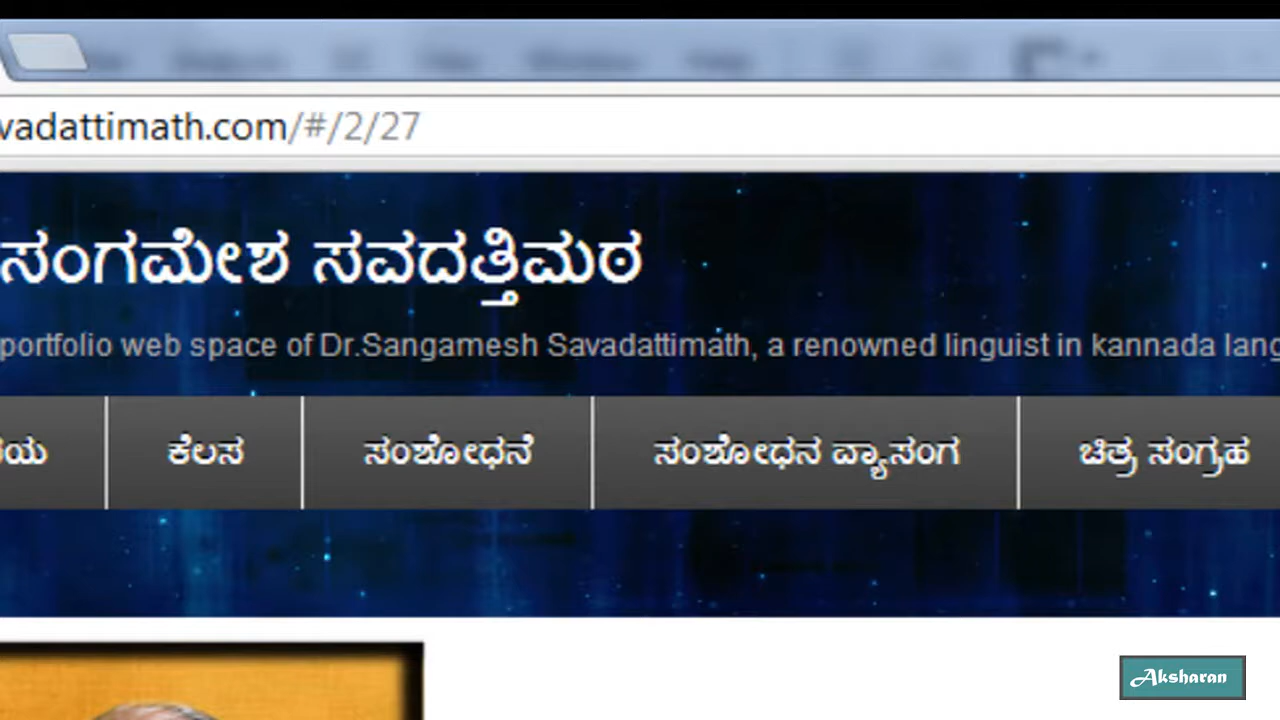 vadattimath.com/#/2/27
ಸಂಗಮೇಶ ಸವದತ್ತಿಮಠ
portfolio web space of Dr.Sangamesh Savadattimath, a renowned linguist in kannada lang
ಕೆಲಸ ಸಂಶೋಧನೆ ಸಂಶೋಧನ ವ್ಯಾಸಂಗ ಚಿತ್ರ ಸಂಗ್ರಹ
Aksharan